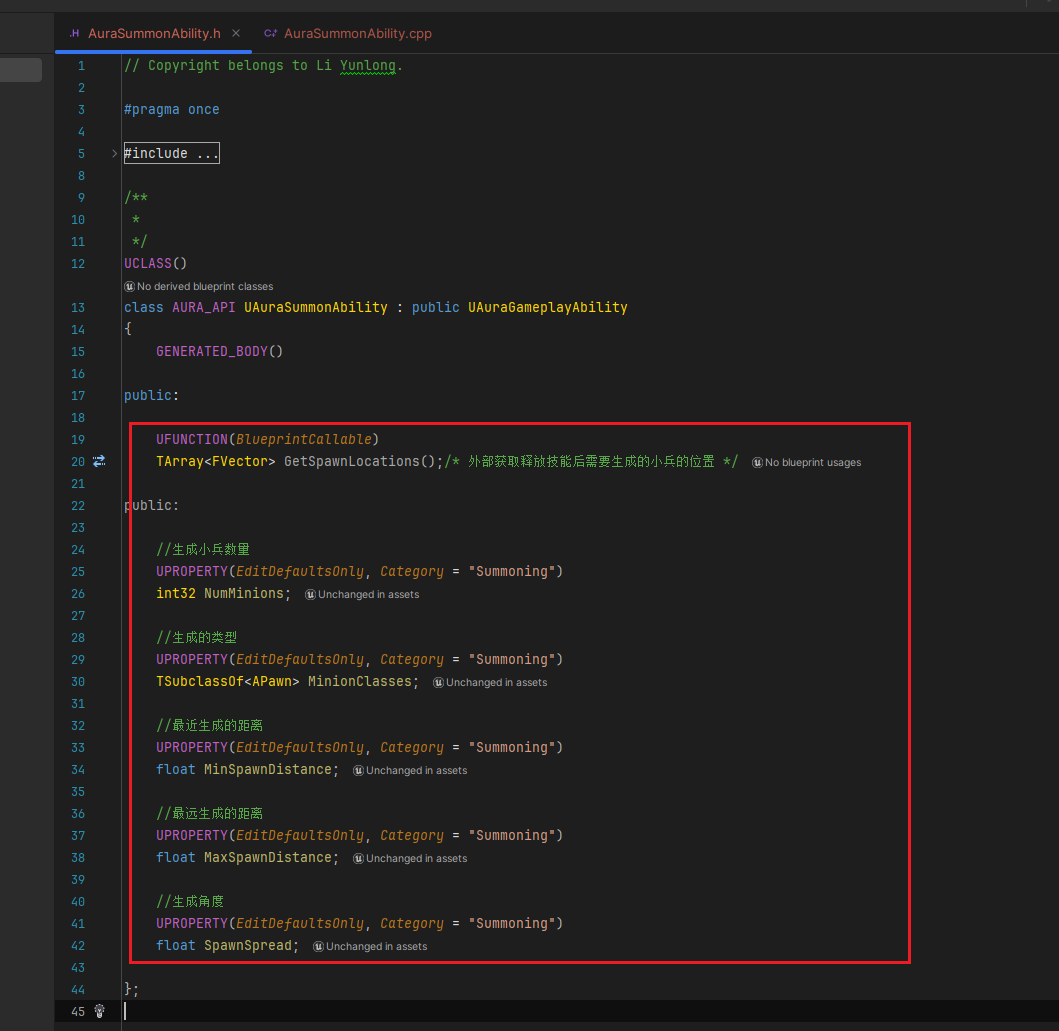 AuraSummonAbility.h
AuraSummonAbility.cpp
1 // Copyright belongs to Li Yunlong.
2
3 #pragma once
4
5 #include ...
8
9 /**
10 *
11 */
12 UCLASS()
No derived blueprint classes
13 class AURA_API UAuraSummonAbility : public UAuraGameplayAbility
14 {
15 GENERATED_BODY()
16
17 public:
18
19 UFUNCTION(BlueprintCallable)
20 TArray<FVector> GetSpawnLocations();/* 外部获取释放技能后需要生成的小兵的位置 */ No blueprint usages
21
22 public:
23
24 //生成小兵数量
25 UPROPERTY(EditDefaultsOnly, Category = "Summoning")
26 int32 NumMinions; Unchanged in assets
27
28 //生成的类型
29 UPROPERTY(EditDefaultsOnly, Category = "Summoning")
30 TSubclassOf<APawn> MinionClasses; Unchanged in assets
31
32 //最近生成的距离
33 UPROPERTY(EditDefaultsOnly, Category = "Summoning")
34 float MinSpawnDistance; Unchanged in assets
35
36 //最远生成的距离
37 UPROPERTY(EditDefaultsOnly, Category = "Summoning")
38 float MaxSpawnDistance; Unchanged in assets
39
40 //生成角度
41 UPROPERTY(EditDefaultsOnly, Category = "Summoning")
42 float SpawnSpread; Unchanged in assets
43
44 };
45